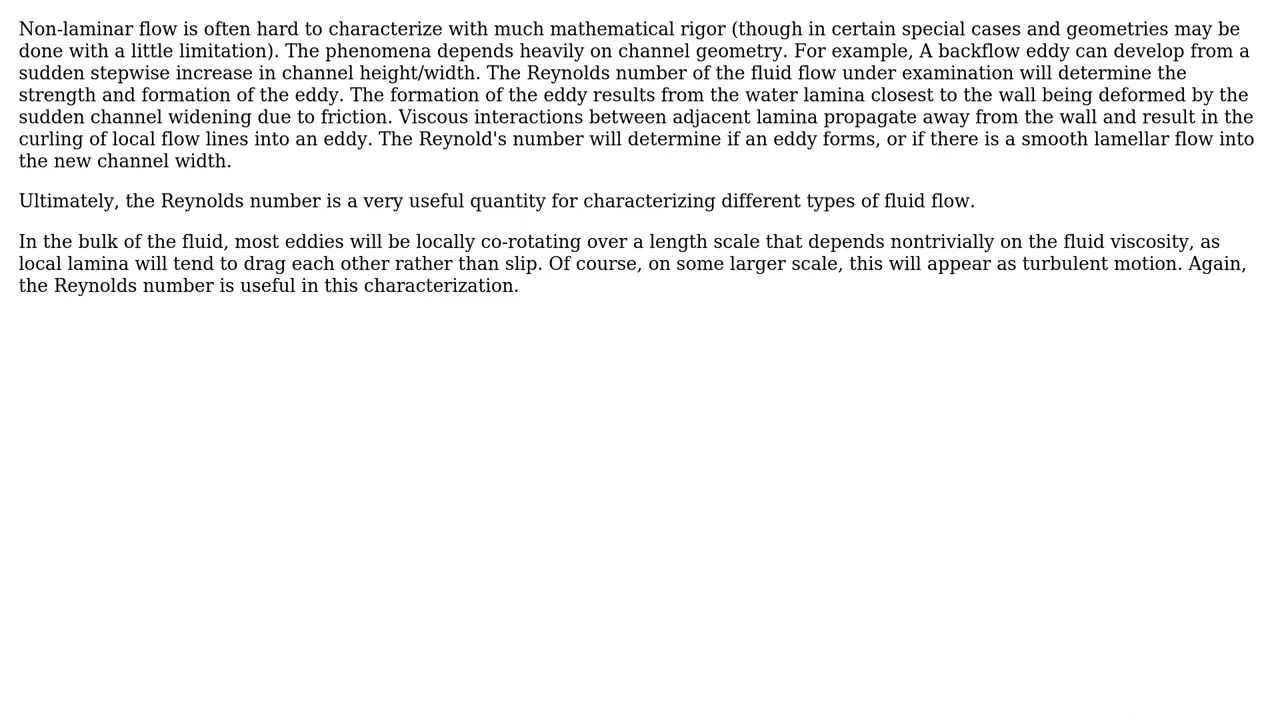 Non-laminar flow is often hard to characterize with much mathematical rigor (though in certain special cases and geometries may be
done with a little limitation). The phenomena depends heavily on channel geometry. For example, A backflow eddy can develop from a
sudden stepwise increase in channel height/width. The Reynolds number of the fluid flow under examination will determine the
strength and formation of the eddy. The formation of the eddy results from the water lamina closest to the wall being deformed by the
sudden channel widening due to friction. Viscous interactions between adjacent lamina propagate away from the wall and result in the
curling of local flow lines into an eddy. The Reynold's number will determine if an eddy forms, or if there is a smooth lamellar flow into
the new channel width.
Ultimately, the Reynolds number is a very useful quantity for characterizing different types of fluid flow.
In the bulk of the fluid, most eddies will be locally co-rotating over a length scale that depends nontrivially on the fluid viscosity, as
local lamina will tend to drag each other rather than slip. Of course, on some larger scale, this will appear as turbulent motion. Again,
the Reynolds number is useful in this characterization.